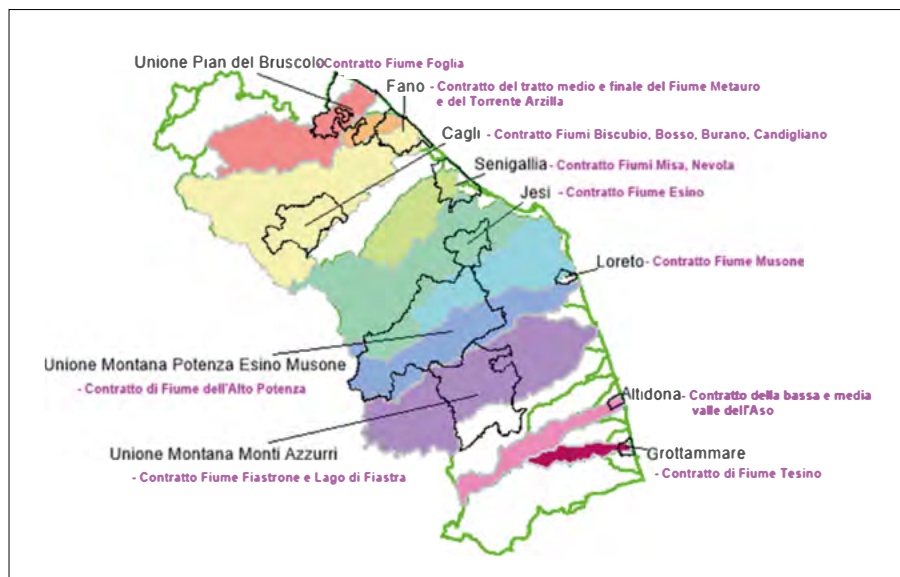 Unione Pian del Bruscolo - Contratto Fiume Foglia
Fano - Contratto del tratto medio e finale del Fiume Metauro
e del Torrente Arzilla
Cagli - Contratto Fiumi Biscubio, Bosso, Burano, Candigliano
Senigallia - Contratto Fiumi Misa, Nevola
Jesi - Contratto Fiume Esino
Loreto - Contratto Fiume Musone
Unione Montana Potenza Esino Musone
- Contratto di Fiume dell'Alto Potenza
Altidona - Contratto della bassa e media
valle dell'Aso
Unione Montana Monti Azzurri
- Contratto Fiume Fiastrone e Lago di Fiastra
Grottammare
- Contratto di Fiume Tesino